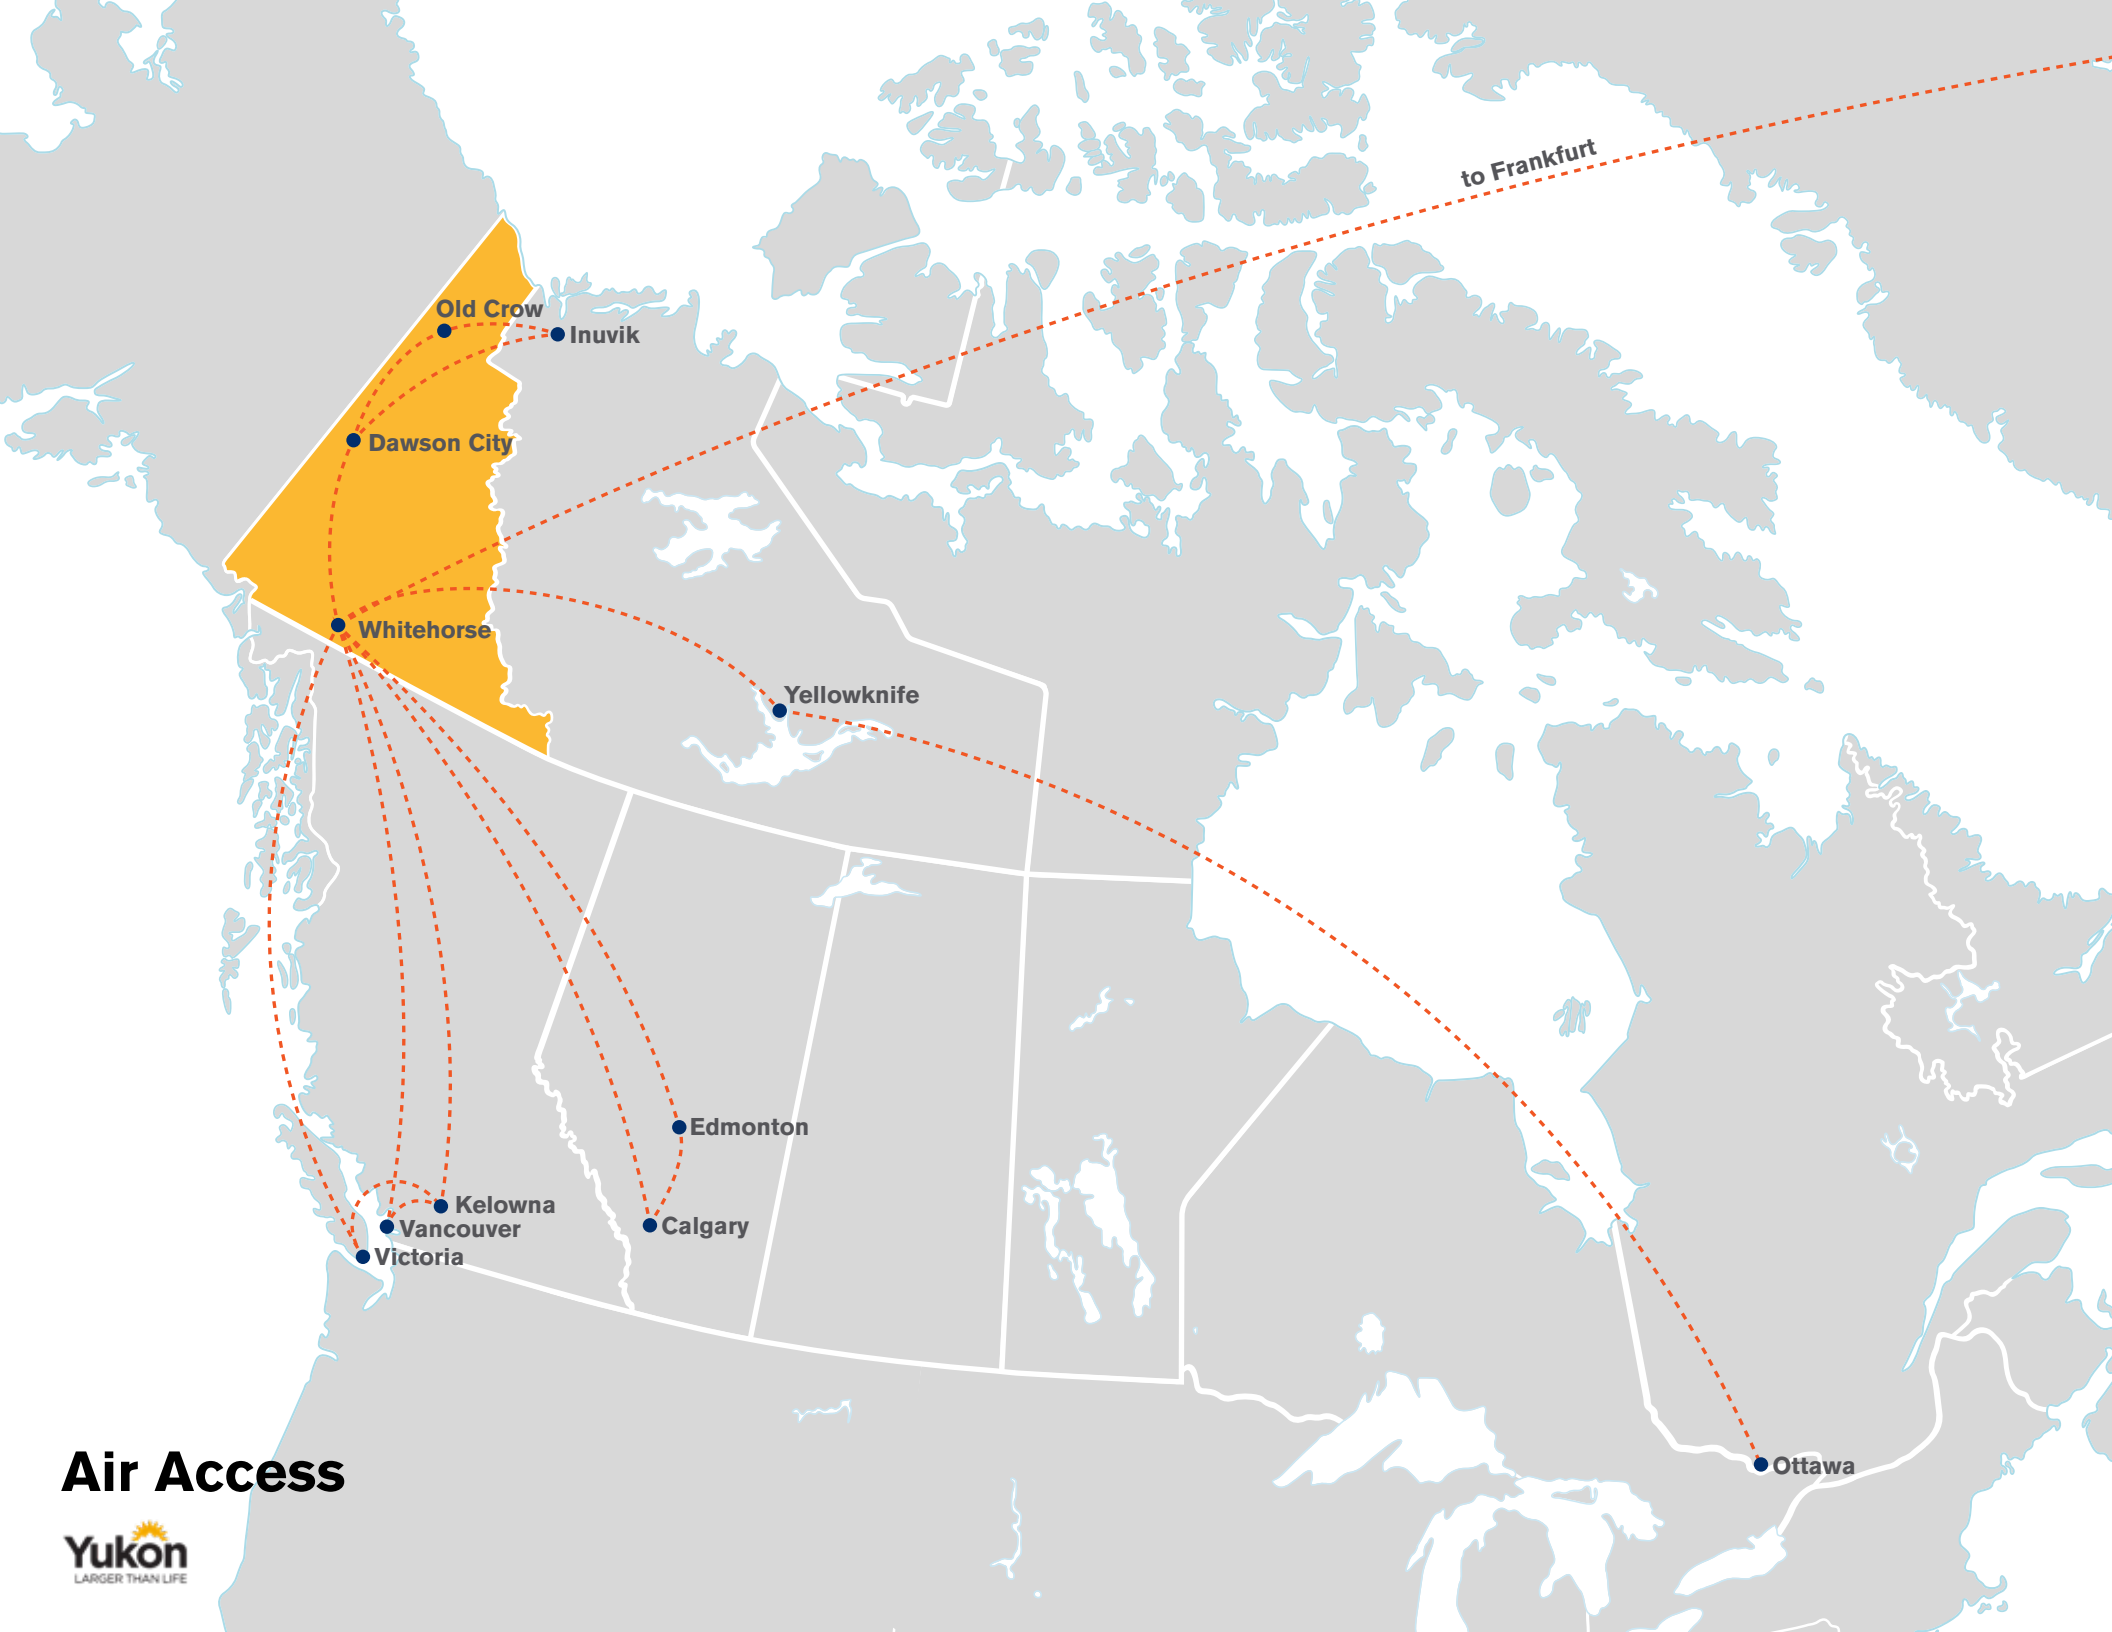 to Frankfurt
Old Crow
Inuvik
Dawson City
Whitehorse
Yellowknife
Edmonton
Kelowna
Vancouver
Calgary
Victoria
Ottawa
Air Access
Yukon
LARGER THAN LIFE